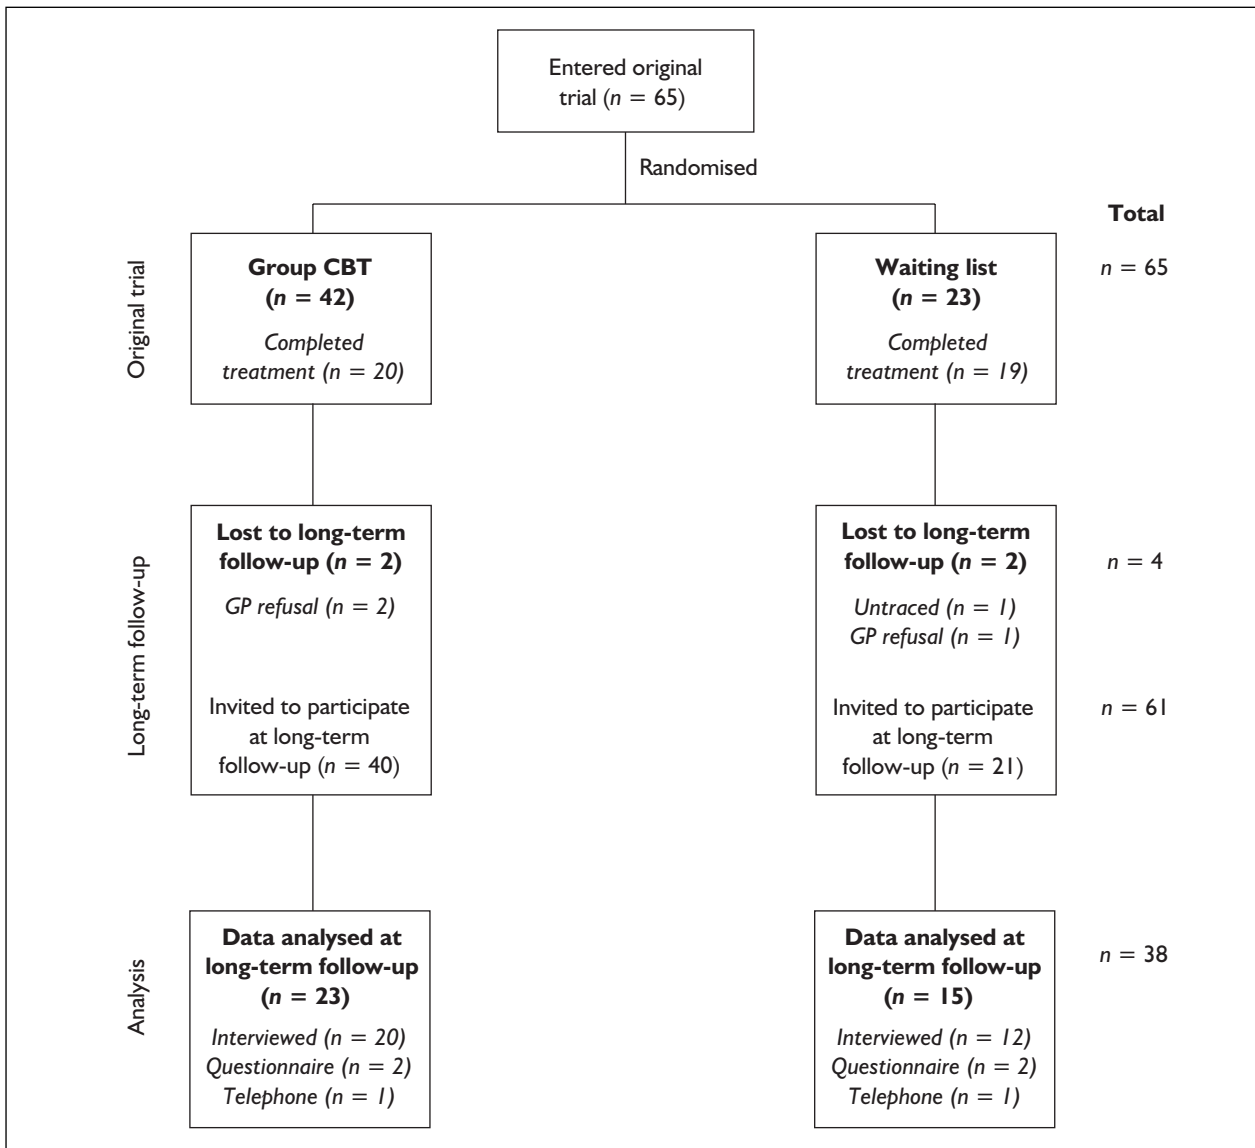 Entered original
trial (n = 65)
Randomised
Total
Original trial
Group CBT
(n = 42)
Completed
treatment (n = 20)
Waiting list
(n = 23)
Completed
treatment (n = 19)
n = 65
Long-term follow-up
Lost to long-term
follow-up (n = 2)
GP refusal (n = 2)
Invited to participate
at long-term
follow-up (n = 40)
Lost to long-term
follow-up (n = 2)
Untraced (n = 1)
GP refusal (n = 1)
Invited to participate
at long-term
follow-up (n = 21)
n = 4
n = 61
Analysis
Data analysed at
long-term follow-up
(n = 23)
Interviewed (n = 20)
Questionnaire (n = 2)
Telephone (n = 1)
Data analysed at
long-term follow-up
(n = 15)
Interviewed (n = 12)
Questionnaire (n = 2)
Telephone (n = 1)
n = 38